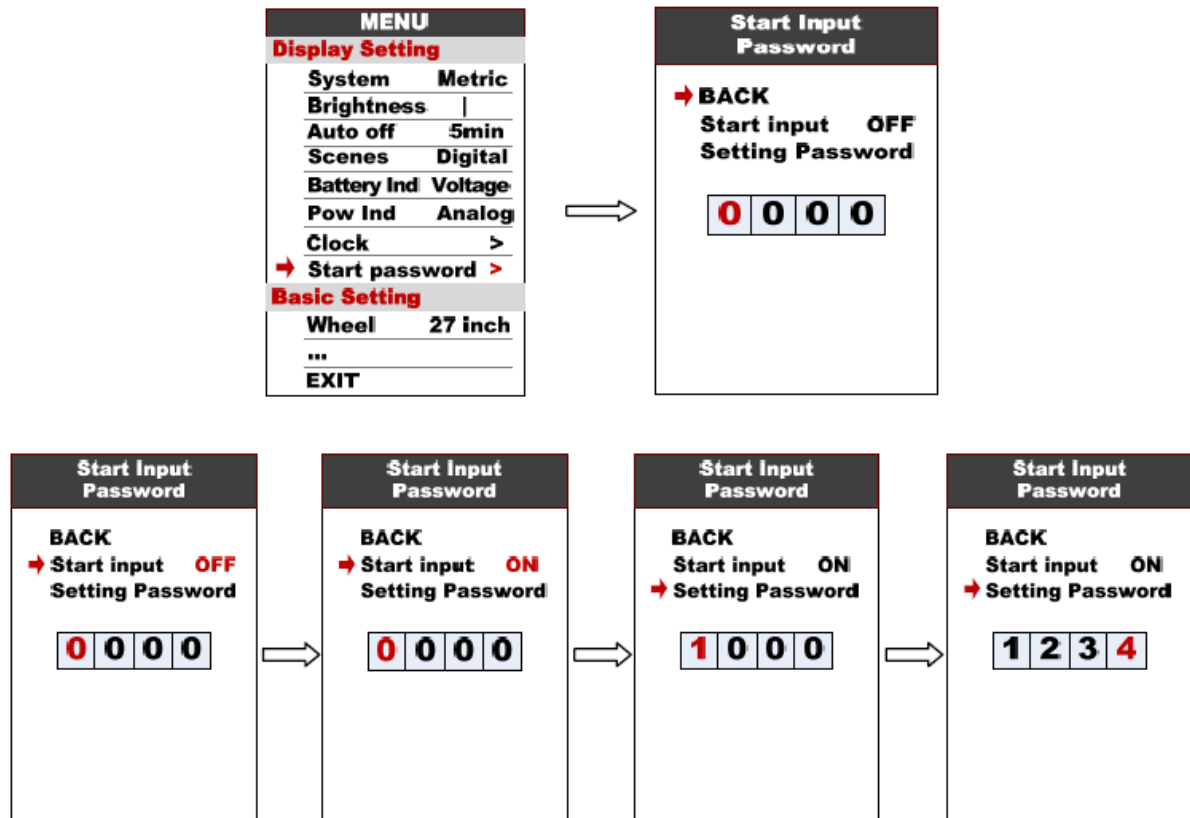 MENU
Display Setting
System Metric
Brightness |
Auto off 5min
Scenes Digital
Battery Ind Voltage
Pow Ind Analog
Clock >
Start password >
Basic Setting
Wheel 27 inch
...
EXIT
Start Input
Password
BACK
Start input OFF
Setting Password
0 0 0 0
Start Input
Password
BACK
Start input OFF
Setting Password
0 0 0 0
Start Input
Password
BACK
Start input ON
Setting Password
0 0 0 0
Start Input
Password
BACK
Start input ON
Setting Password
1 0 0 0
Start Input
Password
BACK
Start input ON
Setting Password
1 2 3 4